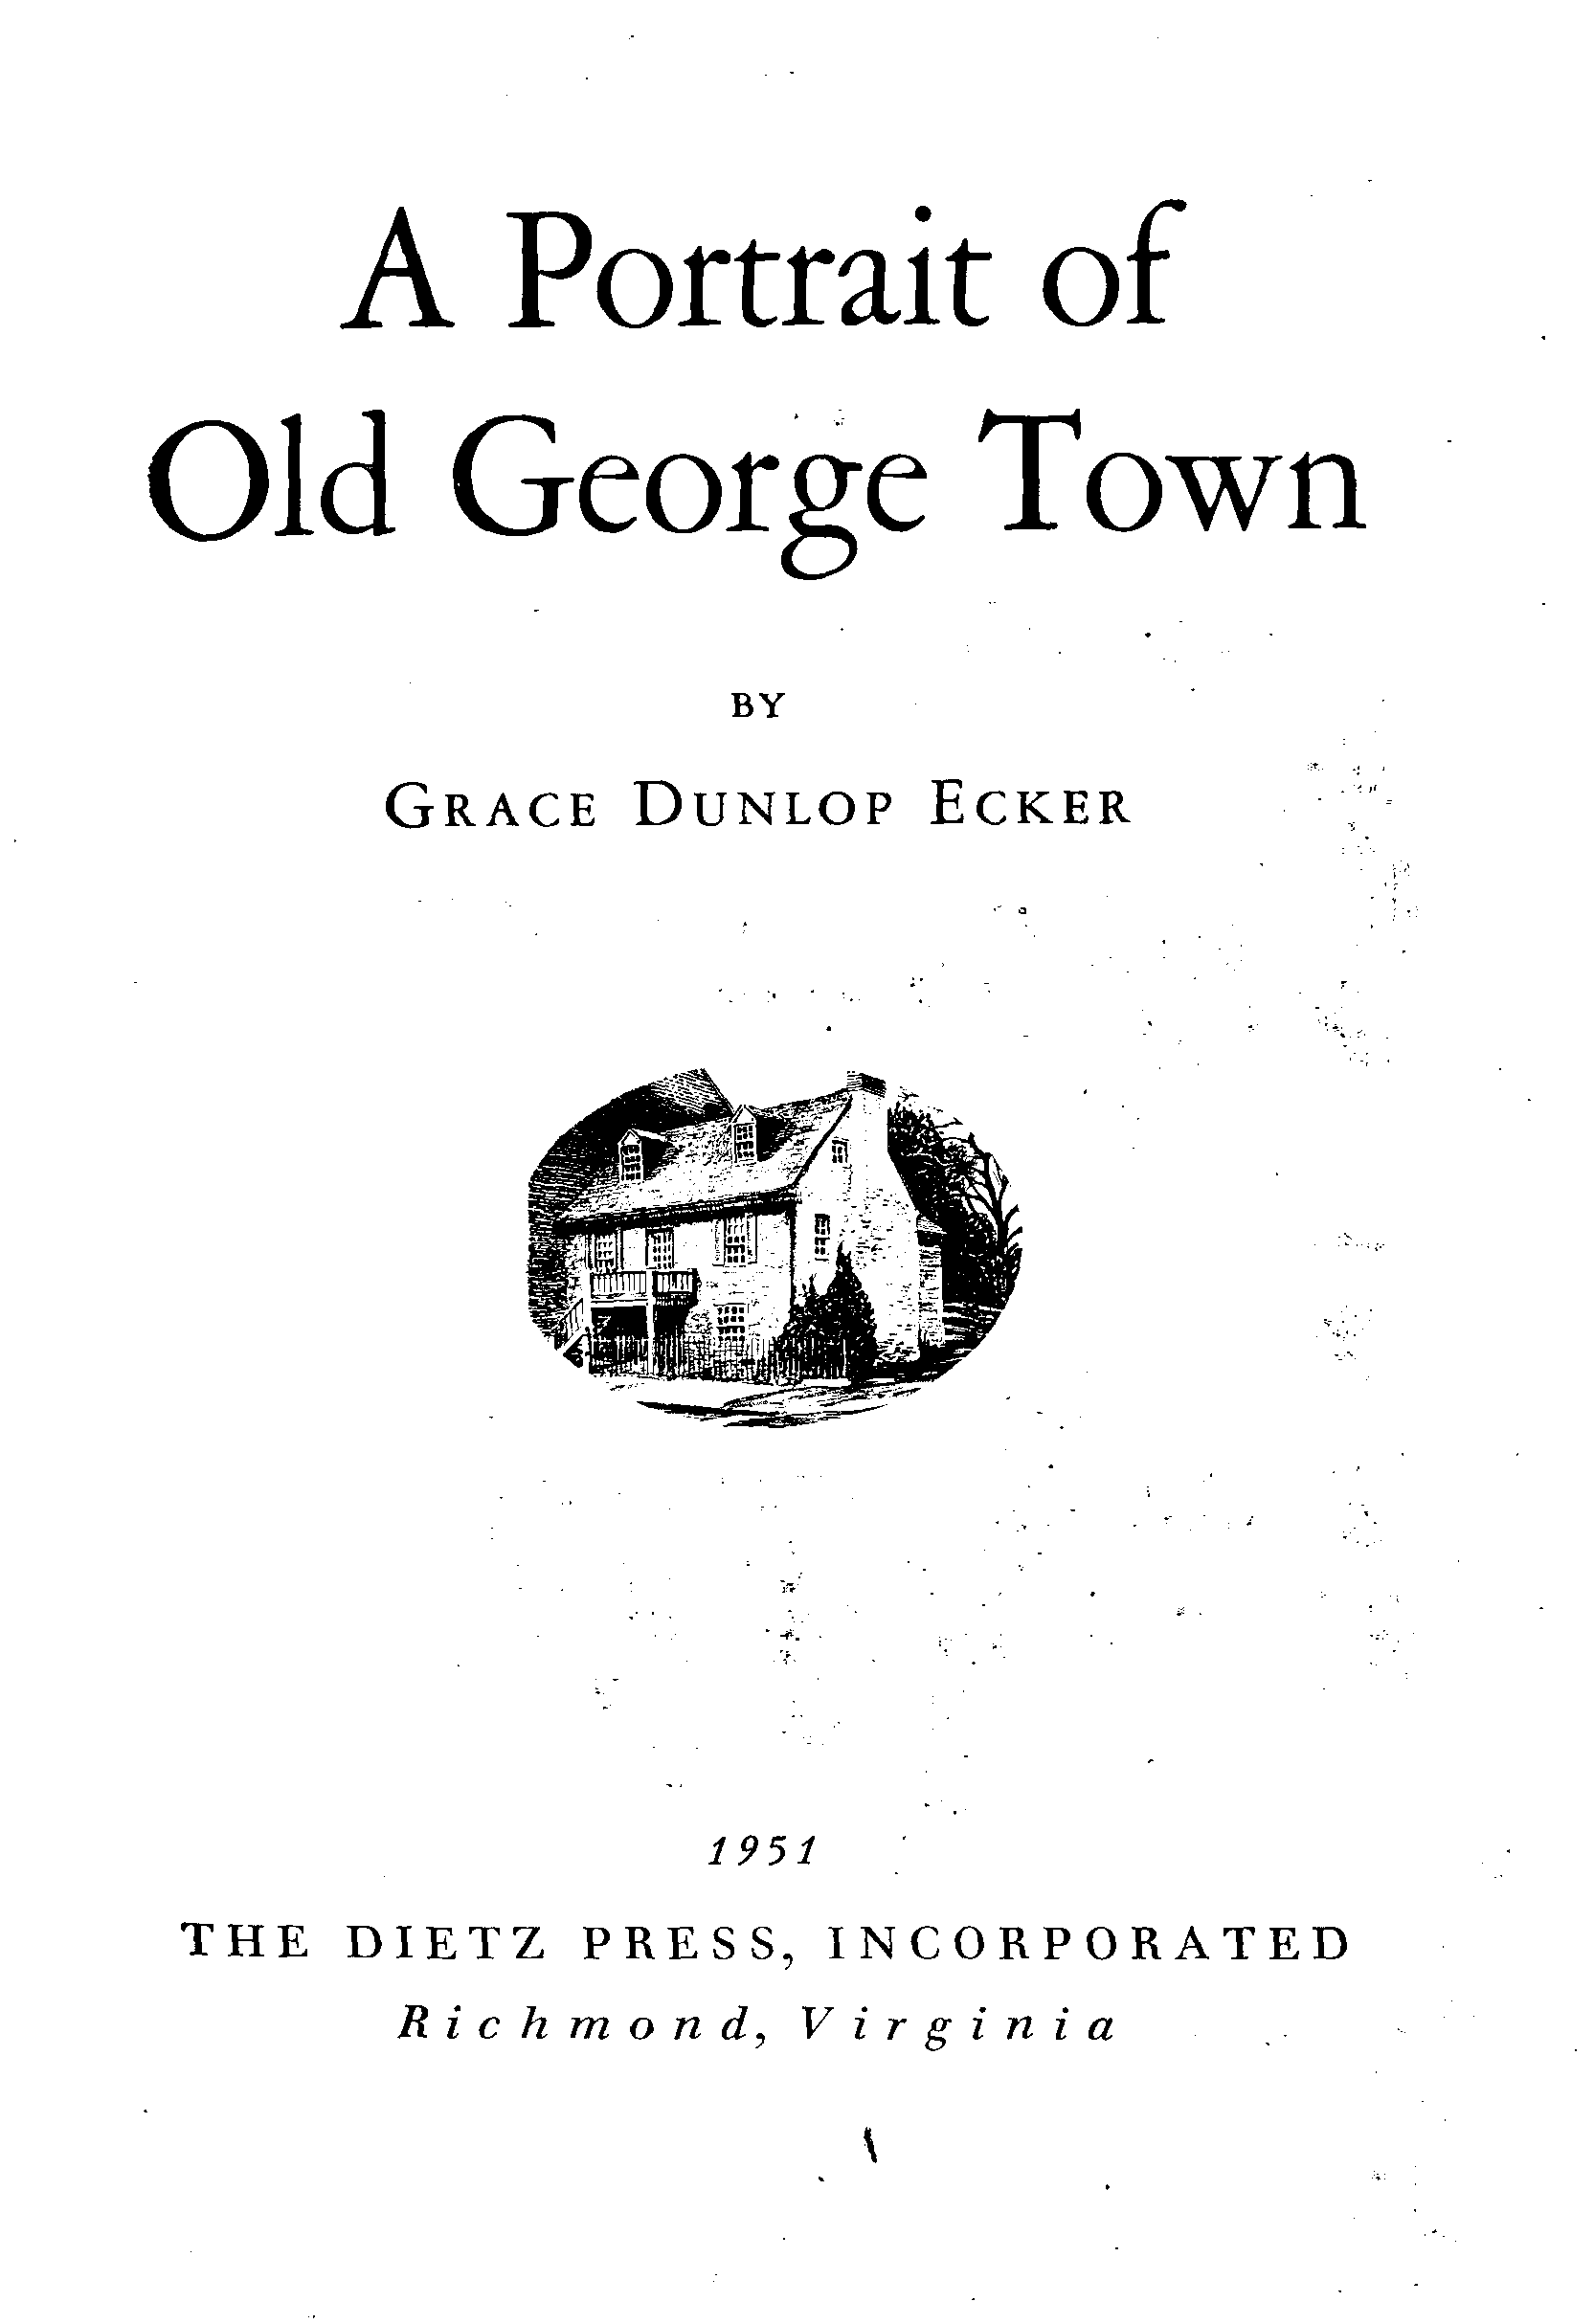 A Portrait of
Old George Town
BY
GRACE DUNLOP ECKER
1951
THE DIETZ PRESS, INCORPORATED
Richmond, Virginia